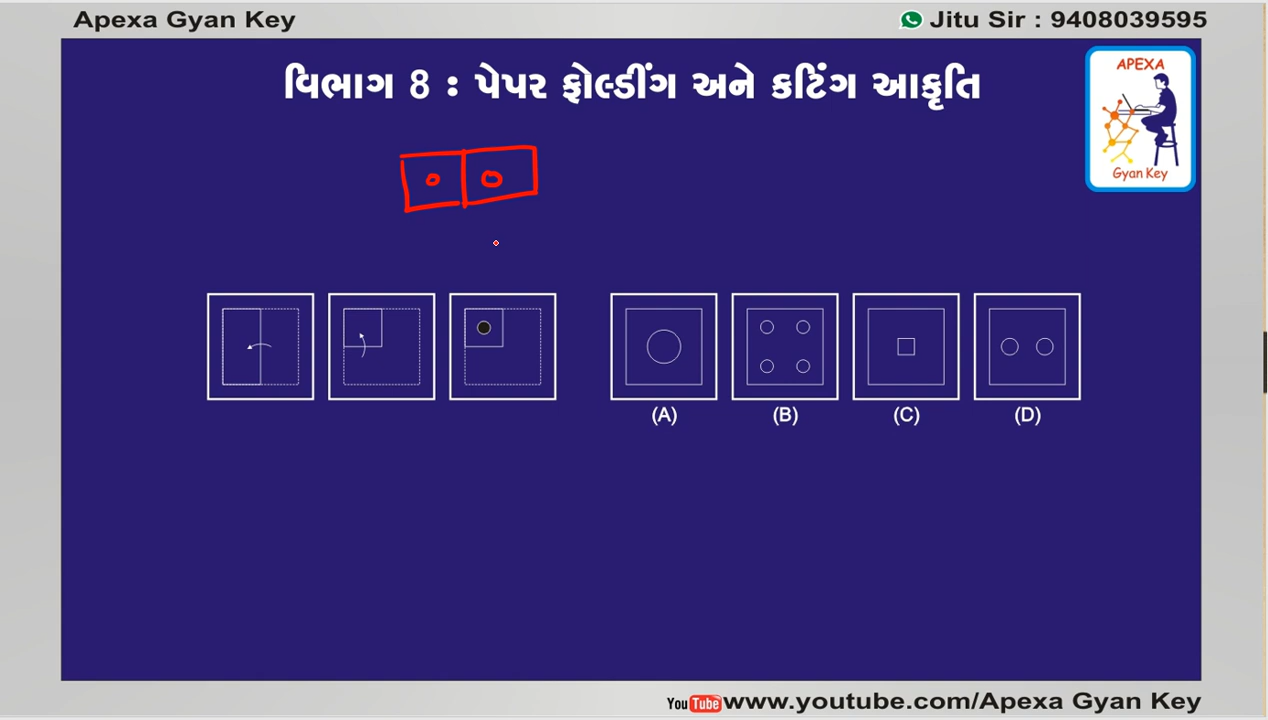 Apexa Gyan Key
Jitu Sir : 9408039595
વિભાગ 8 : પેપર ફોલ્ડીંગ અને કટિંગ આકૃતિ
APEXA
Gyan Key
(A) (B) (C) (D)
YouTube www.youtube.com/Apexa Gyan Key